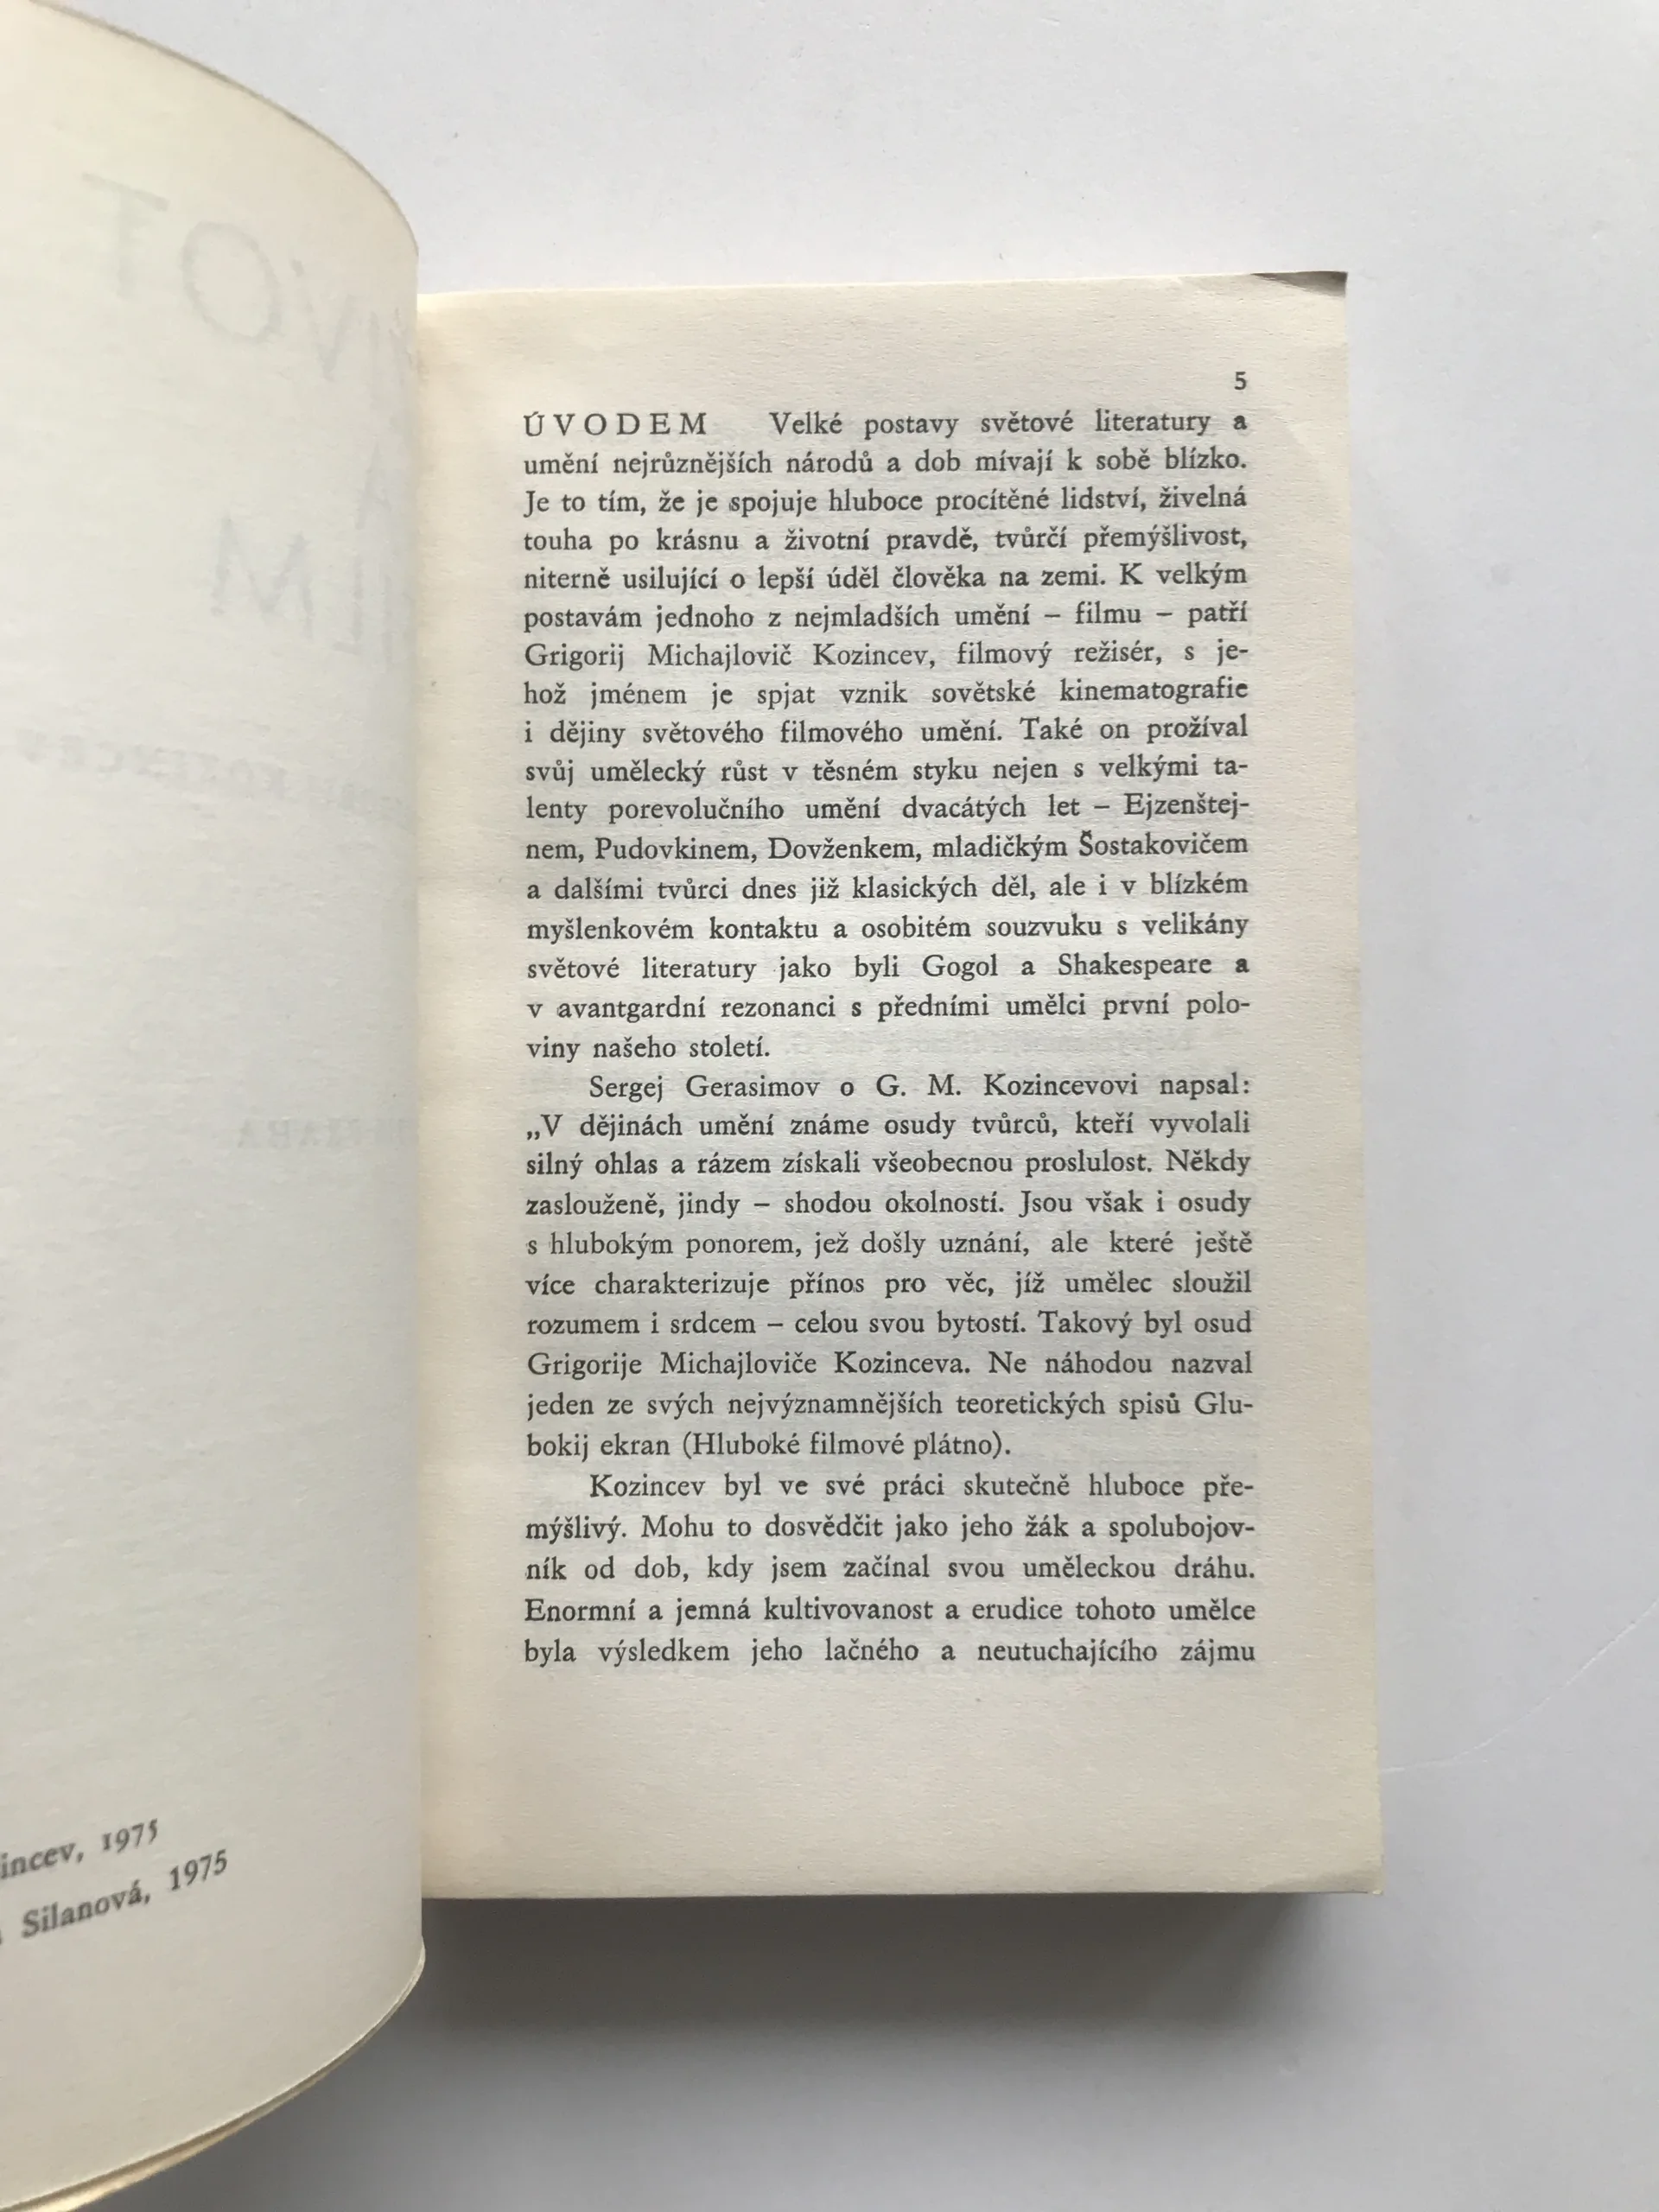 incev, 1975
Silanová, 1975
5
ÚVODEM Velké postavy světové literatury a
umění nejrůznějších národů a dob mívají k sobě blízko.
Je to tím, že je spojuje hluboce procítěné lidství, živelná
touha po krásnu a životní pravdě, tvůrčí přemýšlivost,
niterně usilující o lepší úděl člověka na zemi. K velkým
postavám jednoho z nejmladších umění – filmu – patří
Grigorij Michajlovič Kozincev, filmový režisér, s je-
hož jménem je spjat vznik sovětské kinematografie
i dějiny světového filmového umění. Také on prožíval
svůj umělecký růst v těsném styku nejen s velkými ta-
lenty porevolučního umění dvacátých let – Ejzenštej-
nem, Pudovkinem, Dovženkem, mladičkým Šostakovičem
a dalšími tvůrci dnes již klasických děl, ale i v blízkém
myšlenkovém kontaktu a osobitém souzvuku s velikány
světové literatury jako byli Gogol a Shakespeare a
v avantgardní rezonanci s předními umělci první polo-
viny našeho století.
Sergej Gerasimov o G. M. Kozincevovi napsal:
„V dějinách umění známe osudy tvůrců, kteří vyvolali
silný ohlas a rázem získali všeobecnou proslulost. Někdy
zaslouženě, jindy – shodou okolností. Jsou však i osudy
s hlubokým ponorem, jež došly uznání, ale které ještě
více charakterizuje přínos pro věc, jíž umělec sloužil
rozumem i srdcem – celou svou bytostí. Takový byl osud
Grigorije Michajloviče Kozinceva. Ne náhodou nazval
jeden ze svých nejvýznamnějších teoretických spisů Glu-
bokij ekran (Hluboké filmové plátno).
Kozincev byl ve své práci skutečně hluboce pře-
mýšlivý. Mohu to dosvědčit jako jeho žák a spolubojov-
ník od dob, kdy jsem začínal svou uměleckou dráhu.
Enormní a jemná kultivovanost a erudice tohoto umělce
byla výsledkem jeho lačného a neutuchajícího zájmu